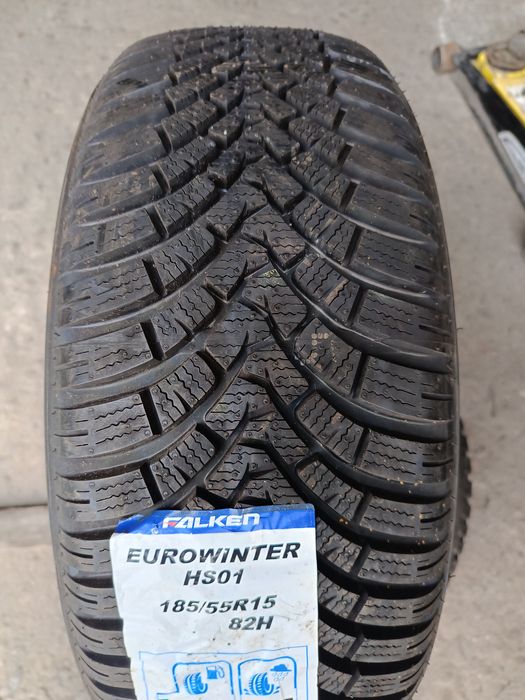 FALKEN
EUROWINTER
HS01
185/55R15
82H